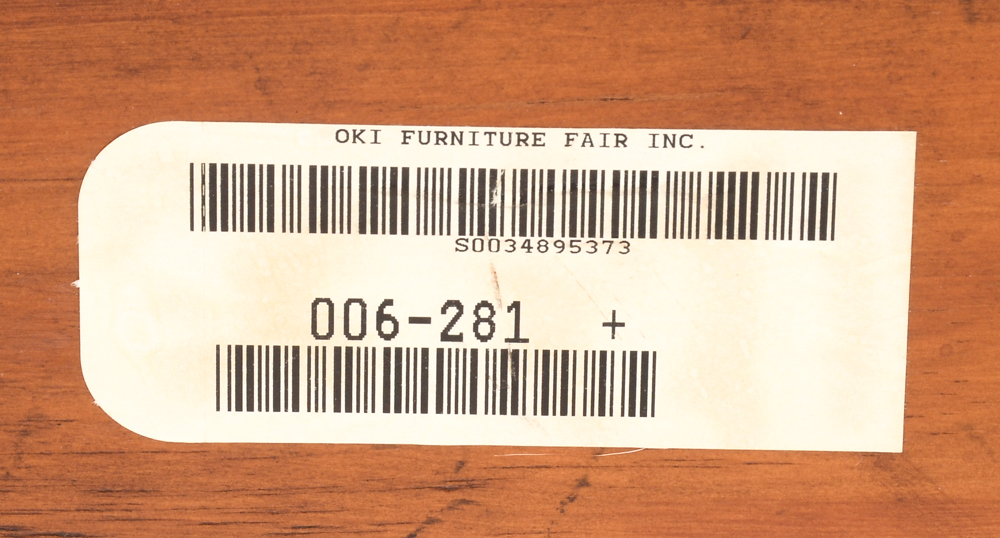 OKI FURNITURE FAIR INC.
S0034895373
006-281 +